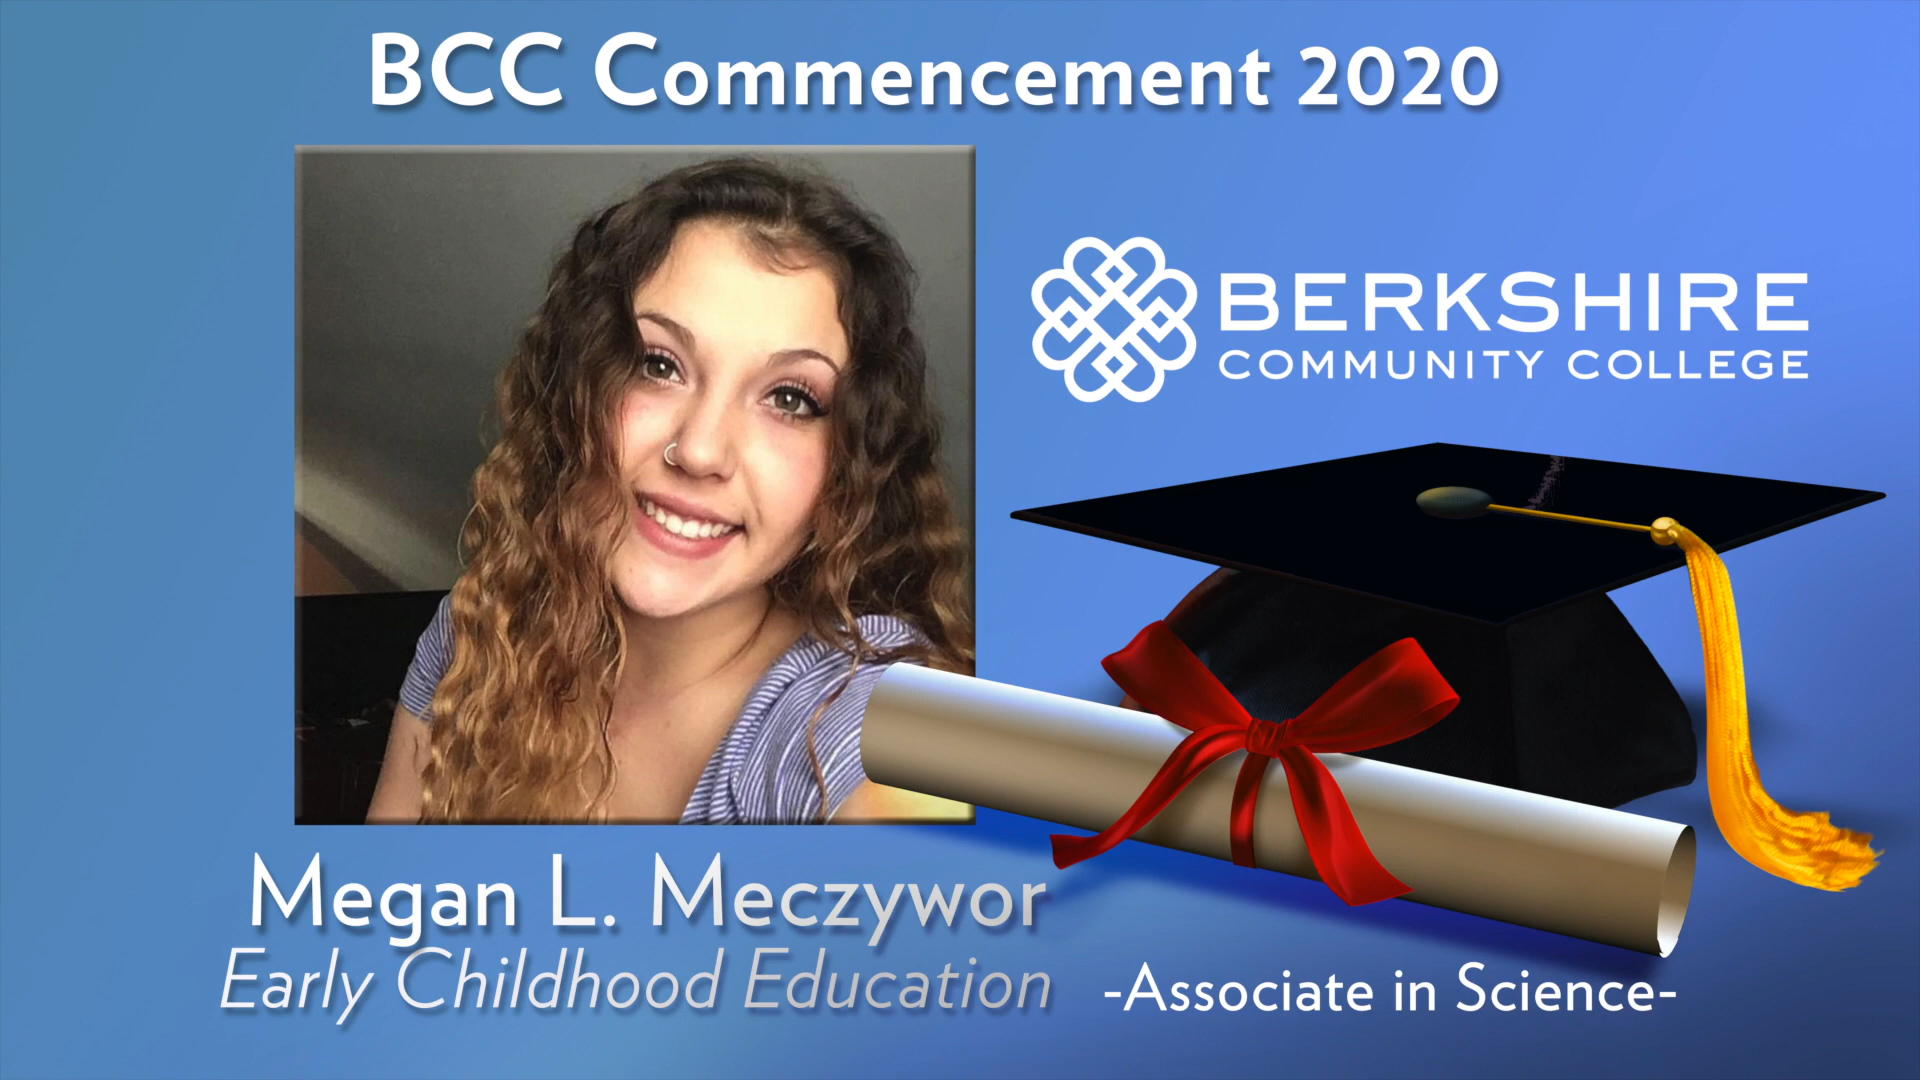 BCC Commencement 2020
BERKSHIRE
COMMUNITY COLLEGE
Megan L. Meczywor
Early Childhood Education
-Associate in Science-